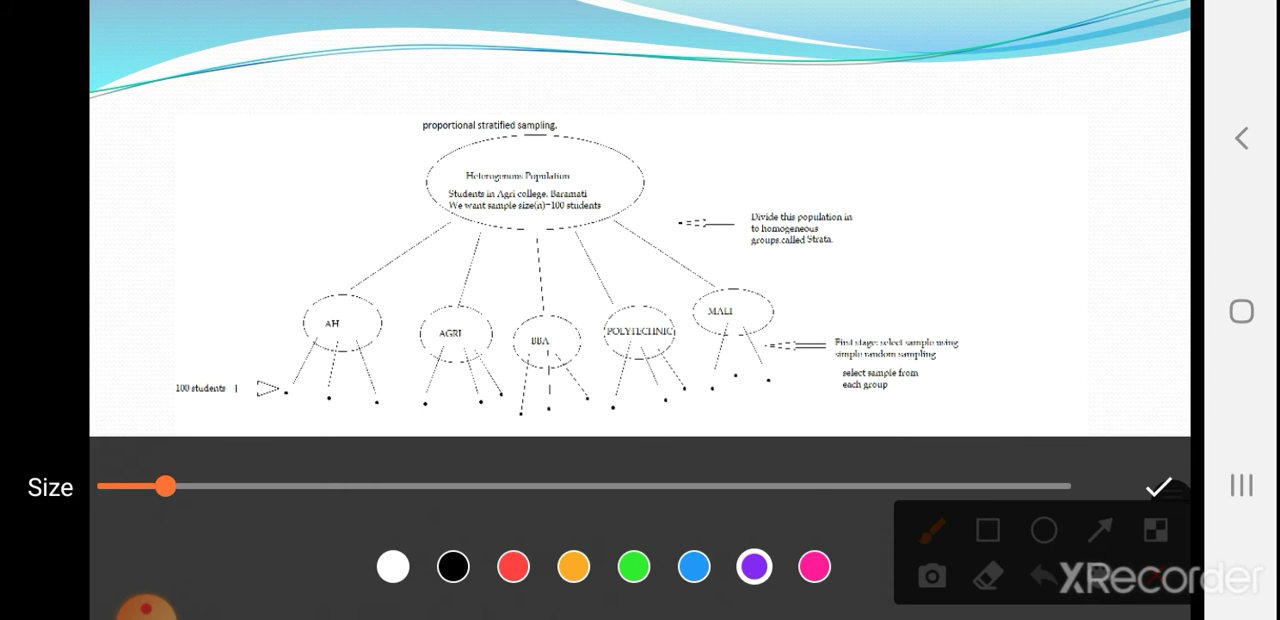 proportional stratified sampling.
Heterogenous Population
Students in Agri college, Baramati
We want sample size(n)=100 students
Divide this population in
to homogeneous
groups.called Strata.
AH
AGRI
BBA
POLYTECHNIC
MALI
First stage: select sample using
simple random sampling
select sample from
each group
100 students
Size
XRecorder